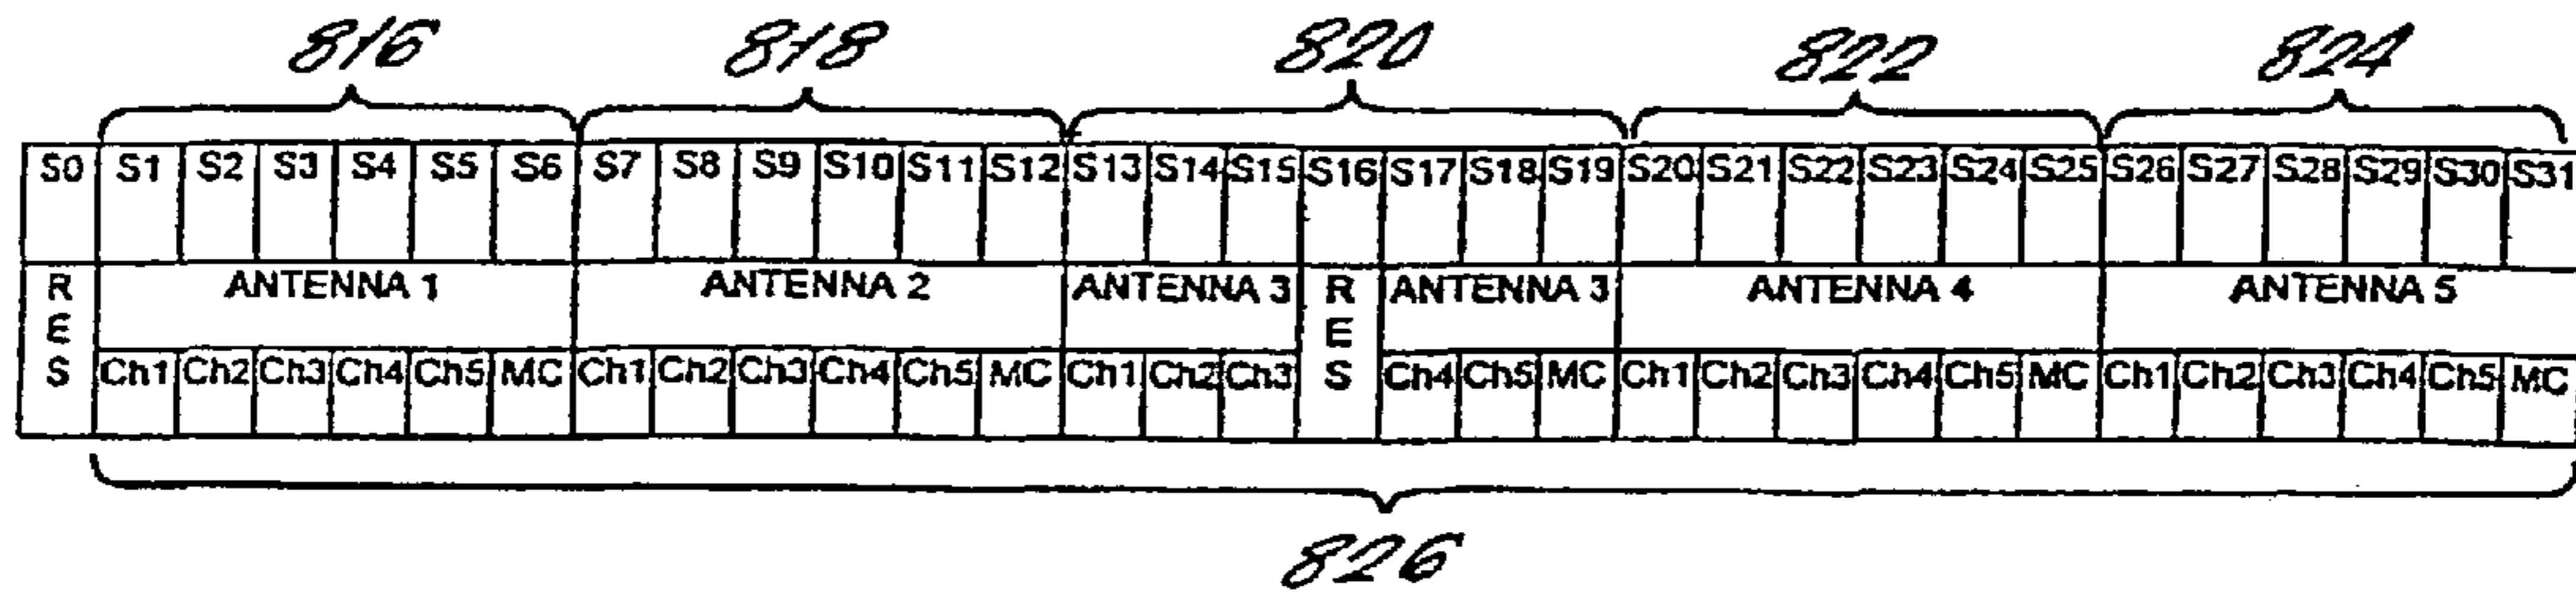 816 818 820 822 824
S0 S1 S2 S3 S4 S5 S6 S7 S8 S9 S10 S11 S12 S13 S14 S15 S16 S17 S18 S19 S20 S21 S22 S23 S24 S25 S26 S27 S28 S29 S30 S31
RES ANTENNA 1 ANTENNA 2 ANTENNA 3 RES ANTENNA 3 ANTENNA 4 ANTENNA 5
Ch1 Ch2 Ch3 Ch4 Ch5 MC Ch1 Ch2 Ch3 Ch4 Ch5 MC Ch1 Ch2 Ch3 Ch4 Ch5 MC Ch1 Ch2 Ch3 Ch4 Ch5 MC Ch1 Ch2 Ch3 Ch4 Ch5 MC
826